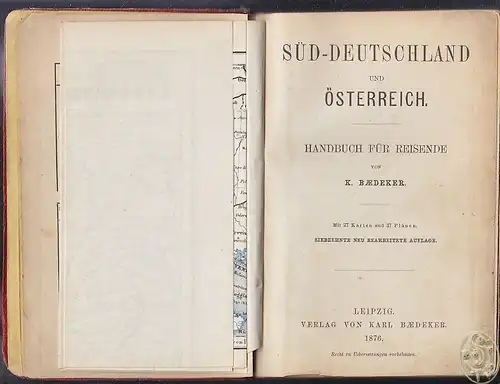 SÜD-DEUTSCHLAND
UND
ÖSTERREICH.
HANDBUCH FÜR REISENDE
VON
K. BÆDEKER.
Mit 27 Karten und 27 Plänen.
SIEBZEHNTE NEU BEARBEITETE AUFLAGE.
LEIPZIG.
VERLAG VON KARL BÆDEKER.
1876.
Recht zu Uebersetzungen vorbehalten.